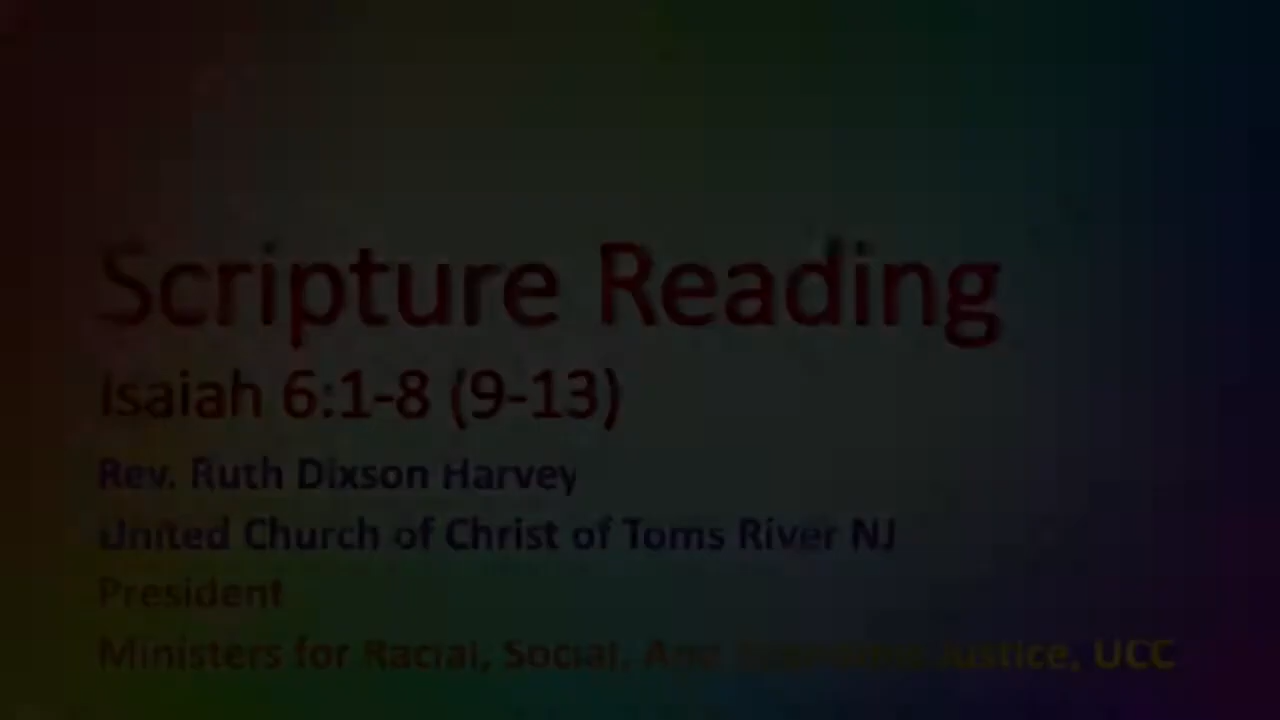 Scripture Reading
Isaiah 6:1-8 (9-13)
Rev. Ruth Dixson Harvey
United Church of Christ of Toms River NJ
President
Ministers for Racial, Social, And Economic Justice, UCC